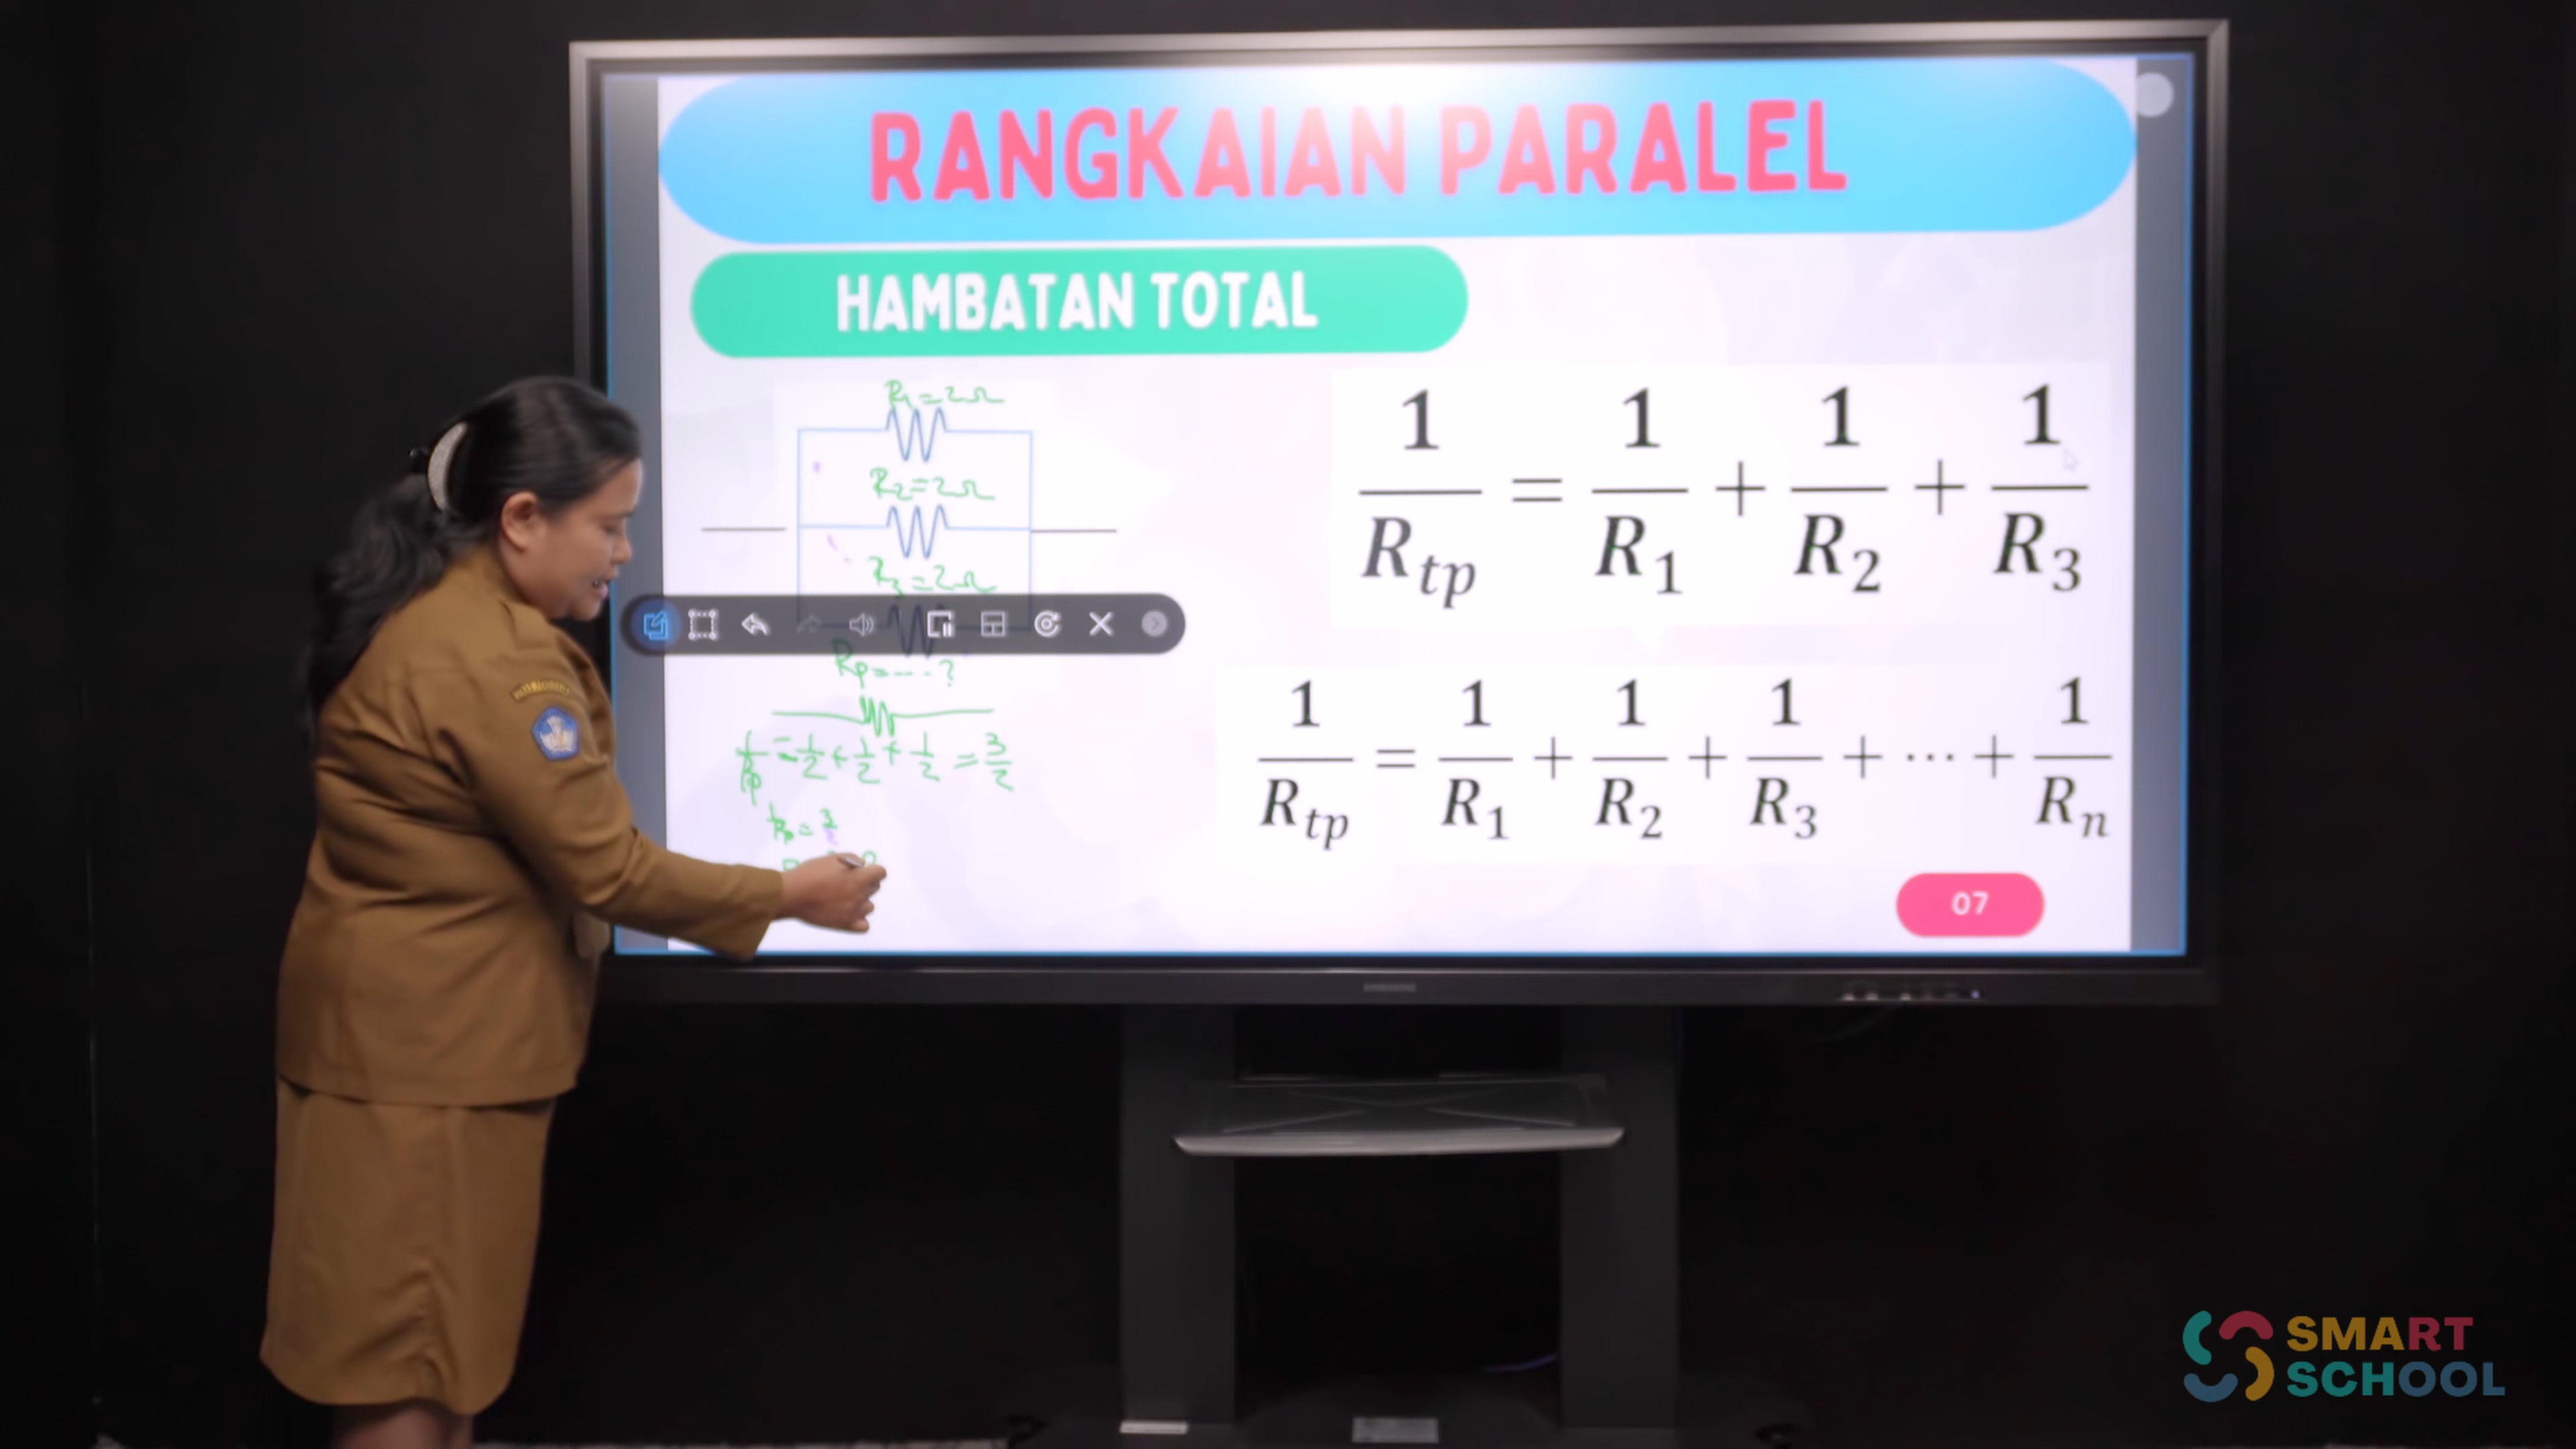 RANGKAIAN PARALEL
HAMBATAN TOTAL
R1 = 2Ω
R2 = 2Ω
R3 = 2Ω
Rp = ....?
1/Rp = 1/2 + 1/2 + 1/2 = 3/2
1/Rtp = 1/R1 + 1/R2 + 1/R3
1/Rtp = 1/R1 + 1/R2 + 1/R3 + ... + 1/Rn
07
SAMSUNG
SMART
SCHOOL